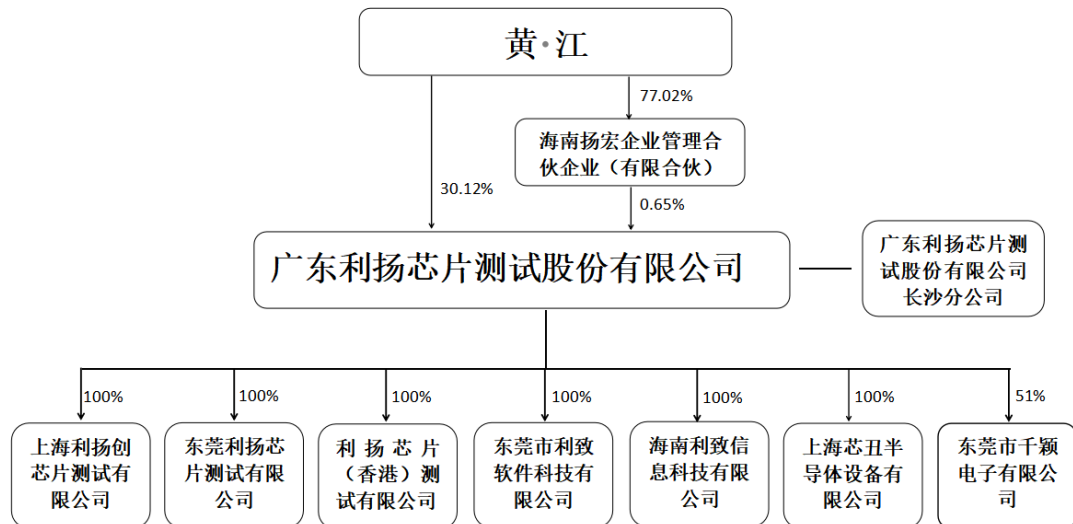 黄·江
77.02%
海南扬宏企业管理合
伙企业（有限合伙）
30.12%
0.65%
广东利扬芯片测试股份有限公司
广东利扬芯片测
试股份有限公司
长沙分公司
100%
100%
100%
100%
100%
100%
51%
上海利扬创
芯片测试有
限公司
东莞利扬芯
片测试有限
公司
利扬芯片
（香港）测
试有限公司
东莞市利致
软件科技有
限公司
海南利致信
息科技有限
公司
上海芯丑半
导体设备有
限公司
东莞市千颖
电子有限公
司